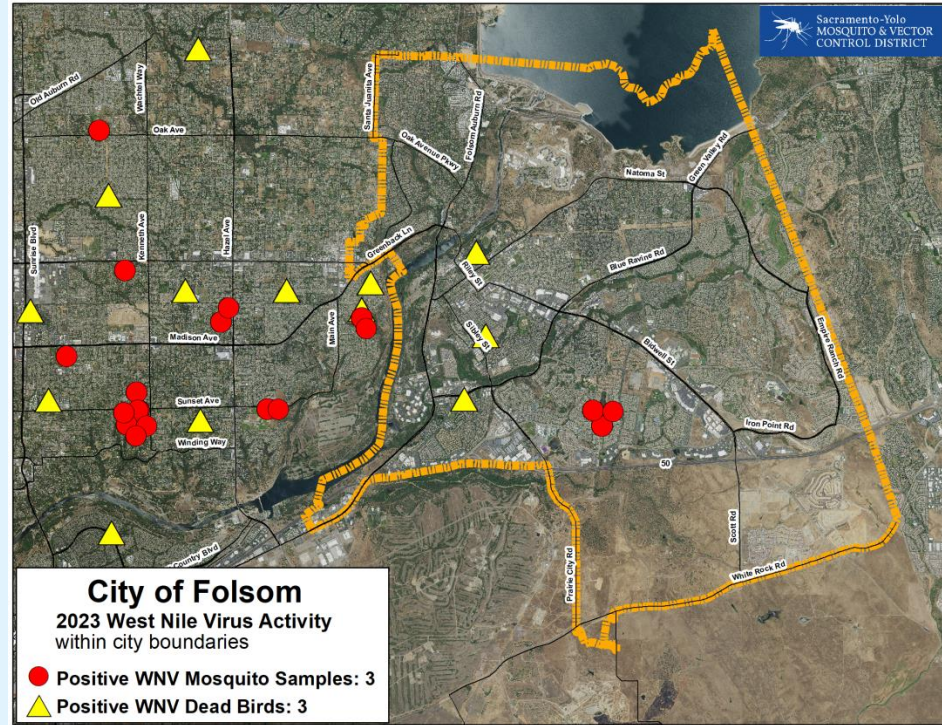 Sacramento-Yolo
MOSQUITO & VECTOR
CONTROL DISTRICT
Old Auburn Rd
Wachtel Way
Santa Juanita Ave
Folsom Auburn Rd
Oak Ave
Oak Avenue Pkwy
Green Valley Rd
Natoma St
Sunrise Blvd
Kenneth Ave
Hazel Ave
Greenback Ln
Blue Ravine Rd
Riley St
Main Ave
Madison Ave
Sibley St
Empire Ranch Rd
Bidwell St
Sunset Ave
Iron Point Rd
Winding Way
50
Scott Rd
Country Blvd
Prairie City Rd
White Rock Rd
City of Folsom
2023 West Nile Virus Activity
within city boundaries
Positive WNV Mosquito Samples: 3
Positive WNV Dead Birds: 3